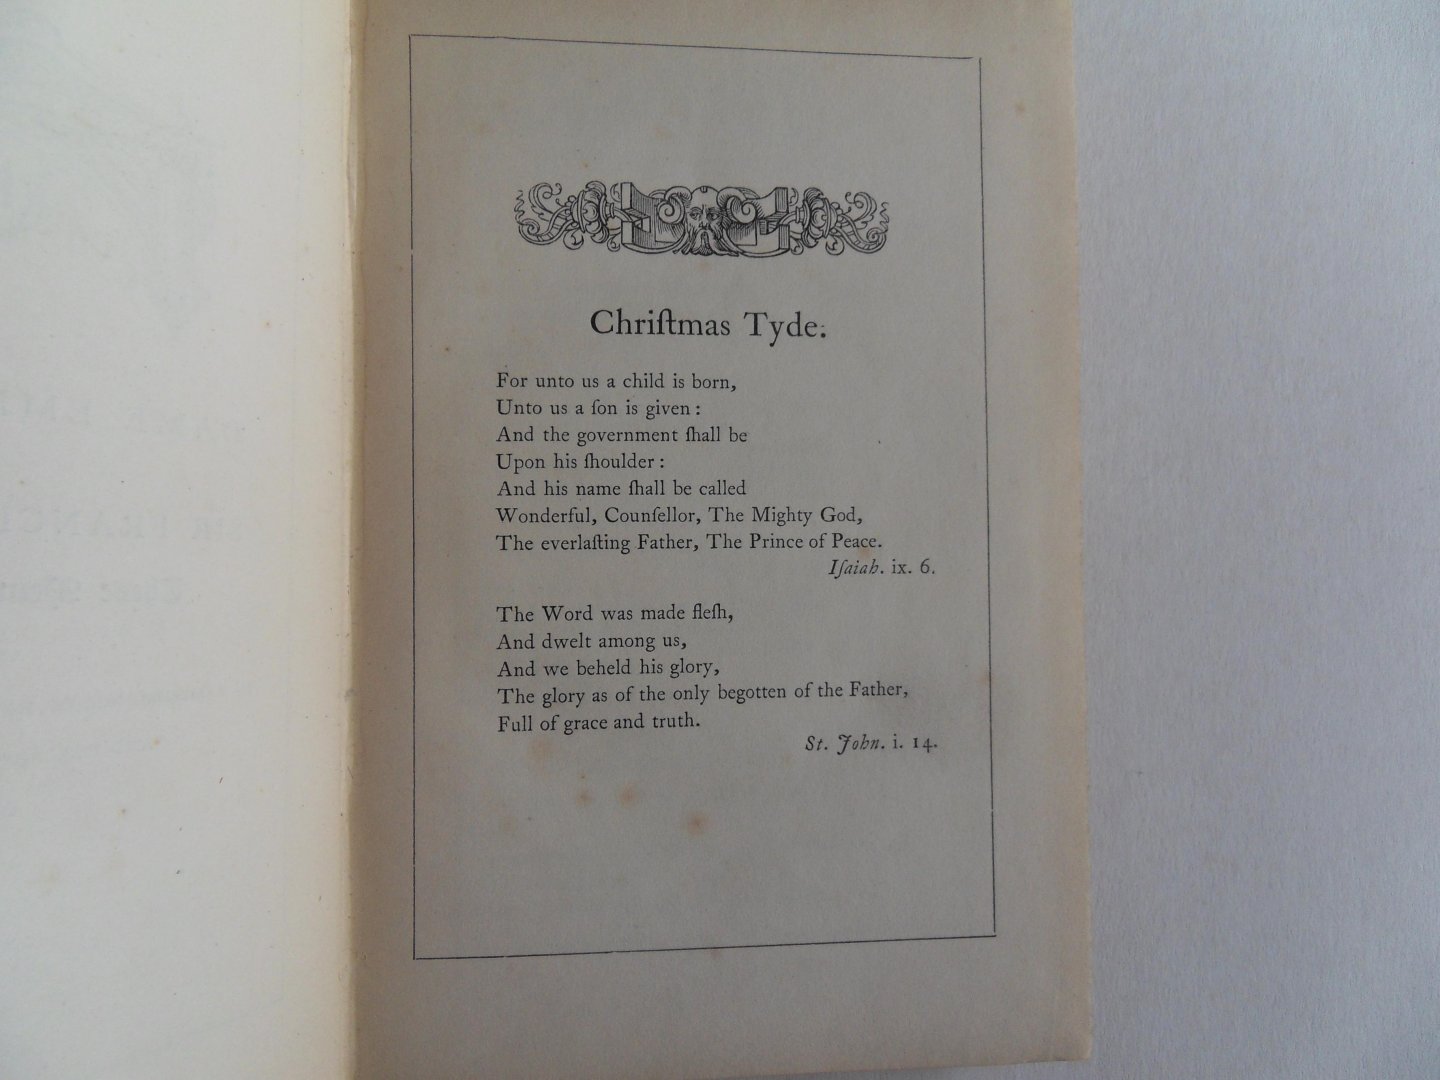 Chriſtmas Tyde.
For unto us a child is born,
Unto us a ſon is given :
And the government ſhall be
Upon his ſhoulder :
And his name ſhall be called
Wonderful, Counſellor, The Mighty God,
The everlaſting Father, The Prince of Peace.
Iſaiah. ix. 6.
The Word was made fleſh,
And dwelt among us,
And we beheld his glory,
The glory as of the only begotten of the Father,
Full of grace and truth.
St. John. i. 14.